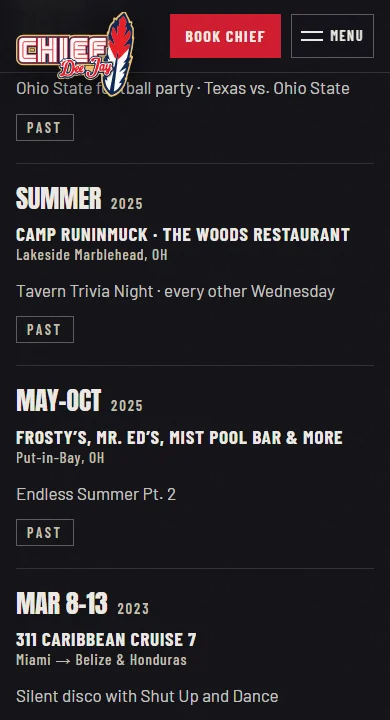 CHIEF
Dee-Jay
BOOK CHIEF
MENU
Ohio State football party · Texas vs. Ohio State
PAST
SUMMER 2025
CAMP RUNINMUCK · THE WOODS RESTAURANT
Lakeside Marblehead, OH
Tavern Trivia Night · every other Wednesday
PAST
MAY-OCT 2025
FROSTY’S, MR. ED’S, MIST POOL BAR & MORE
Put-in-Bay, OH
Endless Summer Pt. 2
PAST
MAR 8-13 2023
311 CARIBBEAN CRUISE 7
Miami → Belize & Honduras
Silent disco with Shut Up and Dance